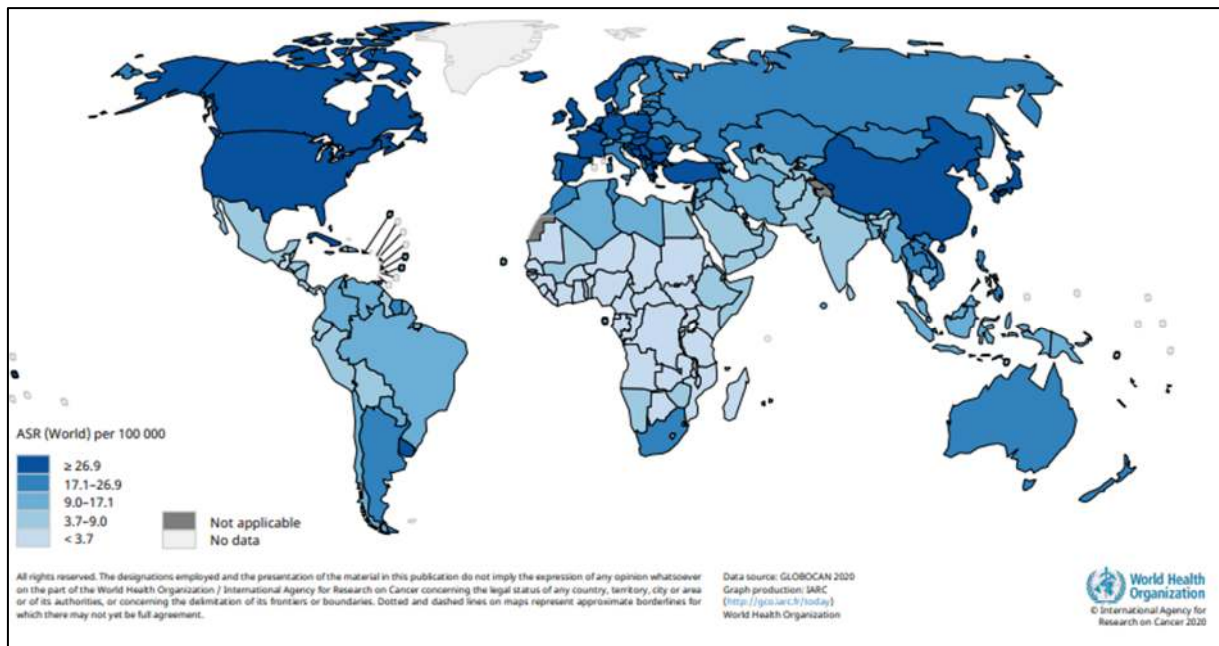 ASR (World) per 100 000
≥ 26.9
17.1–26.9
9.0–17.1
3.7–9.0
< 3.7
Not applicable
No data
All rights reserved. The designations employed and the presentation of the material in this publication do not imply the expression of any opinion whatsoever
on the part of the World Health Organization / International Agency for Research on Cancer concerning the legal status of any country, territory, city or area
or of its authorities, or concerning the delimitation of its frontiers or boundaries. Dotted and dashed lines on maps represent approximate borderlines for
which there may not yet be full agreement.
Data source: GLOBOCAN 2020
Graph production: IARC
(http://gco.iarc.fr/today)
World Health Organization
World Health
Organization
© International Agency for
Research on Cancer 2020